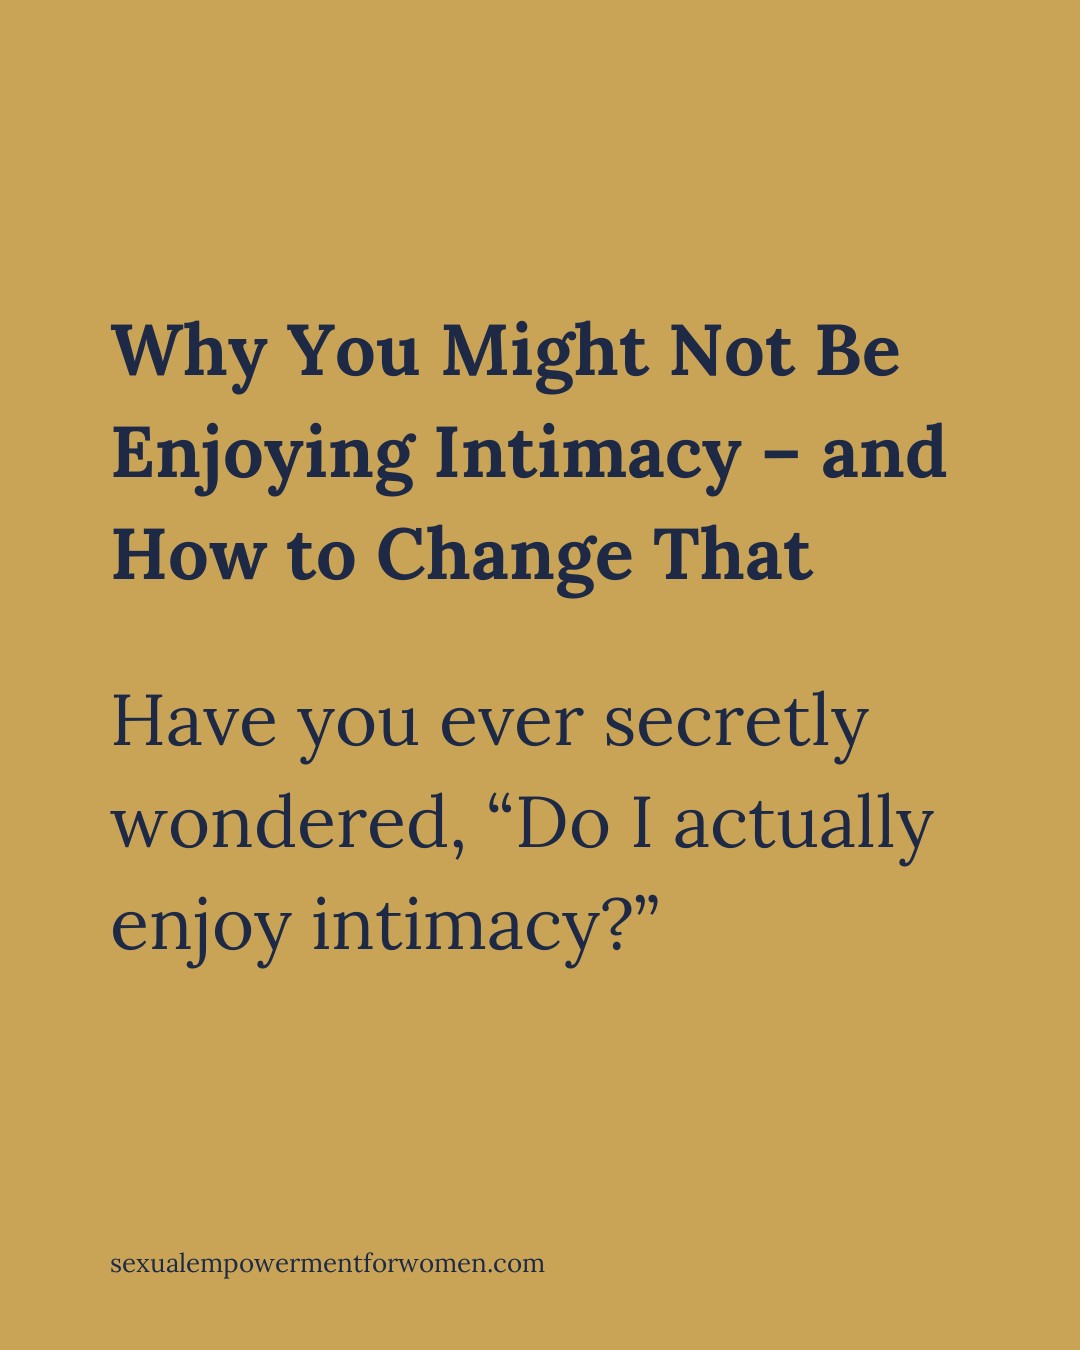 Why You Might Not Be
Enjoying Intimacy – and
How to Change That
Have you ever secretly
wondered, “Do I actually
enjoy intimacy?”
sexualempowermentforwomen.com